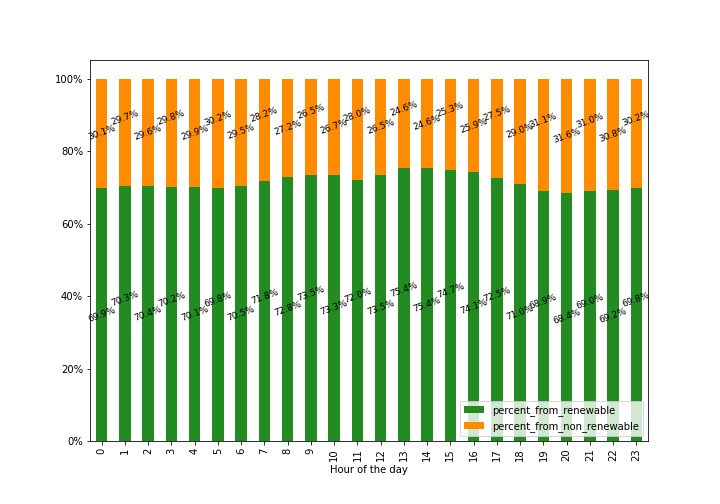 100%
80%
60%
40%
20%
0%
30.1% 29.7% 29.6% 29.8% 29.9% 30.2% 29.5% 28.2% 27.2% 26.5% 26.7% 28.0% 26.5% 24.6% 24.6% 25.3% 25.9% 27.5% 29.0% 31.1% 31.6% 31.0% 30.8% 30.2%
69.9% 70.3% 70.4% 70.2% 70.1% 69.8% 70.5% 71.8% 72.8% 73.5% 73.3% 72.0% 73.5% 75.4% 75.4% 74.7% 74.1% 72.5% 71.0% 68.9% 68.4% 69.0% 69.2% 69.8%
percent_from_renewable
percent_from_non_renewable
0 1 2 3 4 5 6 7 8 9 10 11 12 13 14 15 16 17 18 19 20 21 22 23
Hour of the day